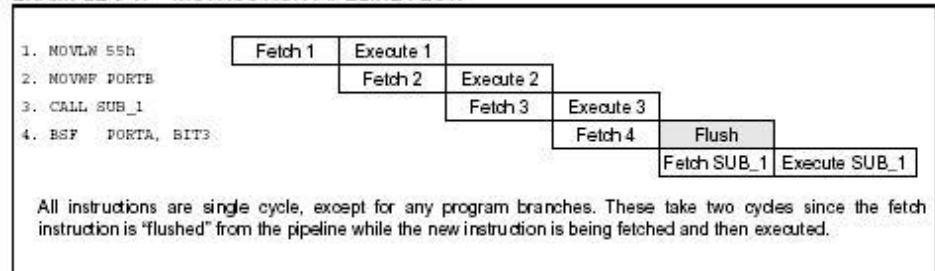 1. MOVLW 55h Fetch 1 Execute 1
2. MOVWF PORTB Fetch 2 Execute 2
3. CALL SUB_1 Fetch 3 Execute 3
4. BSF PORTA, BIT3 Fetch 4 Flush
Fetch SUB_1 Execute SUB_1
All instructions are single cycle, except for any program branches. These take two cycles since the fetch
instruction is “flushed” from the pipeline while the new instruction is being fetched and then executed.